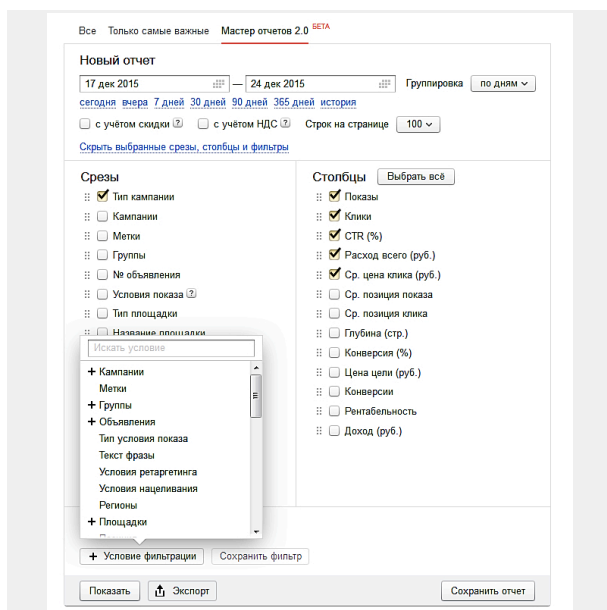 Все Только самые важные Мастер отчетов 2.0 БЕТА
Новый отчет
17 дек 2015 — 24 дек 2015 Группировка по дням
сегодня вчера 7 дней 30 дней 90 дней 365 дней история
с учётом скидки ? с учётом НДС ? Строк на странице 100
Скрыть выбранные срезы, столбцы и фильтры
Срезы
Тип кампании
Кампании
Метки
Группы
№ объявления
Условия показа ?
Тип площадки
Название площадки
Столбцы Выбрать всё
Показы
Клики
CTR (%)
Расход всего (руб.)
Ср. цена клика (руб.)
Ср. позиция показа
Ср. позиция клика
Глубина (стр.)
Конверсия (%)
Цена цели (руб.)
Конверсии
Рентабельность
Доход (руб.)
Искать условие
+ Кампании
Метки
+ Группы
+ Объявления
Тип условия показа
Текст фразы
Условия ретаргетинга
Условия нацеливания
Регионы
+ Площадки
+ Условие фильтрации Сохранить фильтр
Показать Экспорт Сохранить отчет